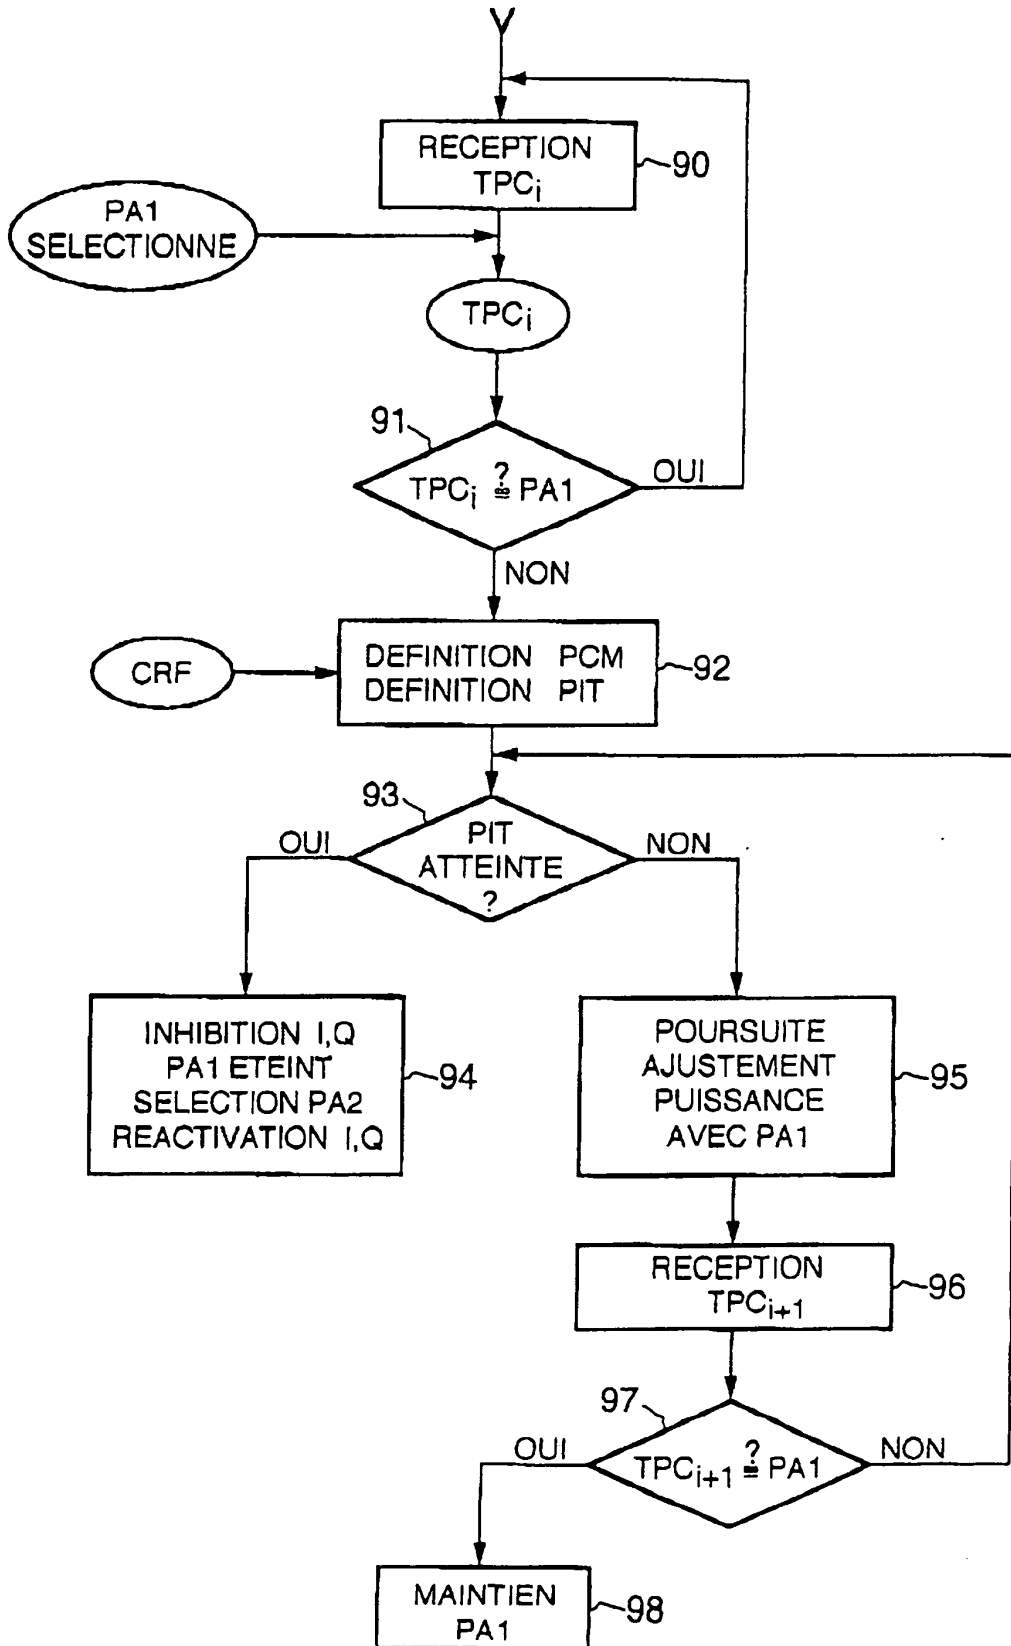 RECEPTION
TPCi
90
PA1
SELECTIONNE
TPCi
91
TPCi ≟ PA1
OUI
NON
CRF
DEFINITION PCM
DEFINITION PIT
92
93
PIT
ATTEINTE
?
OUI
NON
INHIBITION I,Q
PA1 ETEINT
SELECTION PA2
REACTIVATION I,Q
94
POURSUITE
AJUSTEMENT
PUISSANCE
AVEC PA1
95
RECEPTION
TPCi+1
96
97
TPCi+1 ≟ PA1
OUI
NON
MAINTIEN
PA1
98